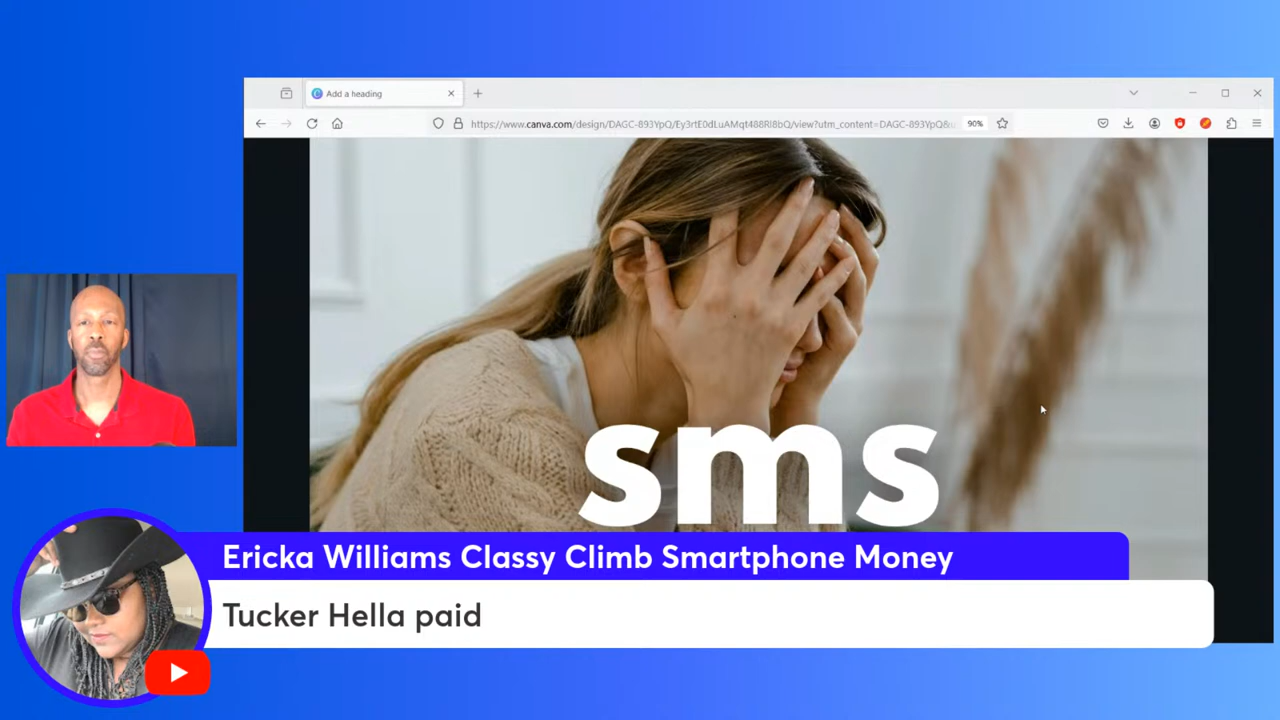 Add a heading
https://www.canva.com/design/DAGC-893YpQ/Ey3rtE0dLuAMqt488RI8bQ/view?utm_content=DAGC-893YpQ&
90%
sms
Ericka Williams Classy Climb Smartphone Money
Tucker Hella paid